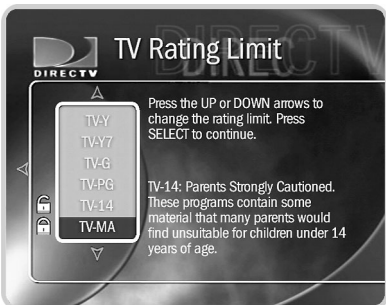 TV Rating Limit
DIRECTV
Press the UP or DOWN arrows to
change the rating limit. Press
SELECT to continue.
TV-Y
TV-Y7
TV-G
TV-PG
TV-14
TV-MA
TV-14: Parents Strongly Cautioned.
These programs contain some
material that many parents would
find unsuitable for children under 14
years of age.